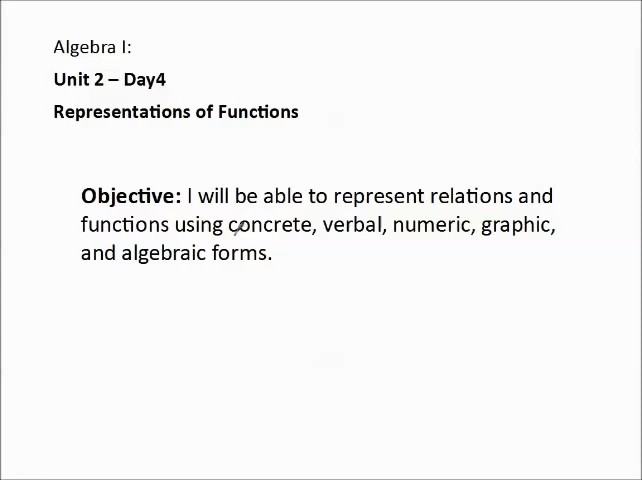 Algebra I:
Unit 2 – Day4
Representations of Functions
Objective: I will be able to represent relations and
functions using concrete, verbal, numeric, graphic,
and algebraic forms.